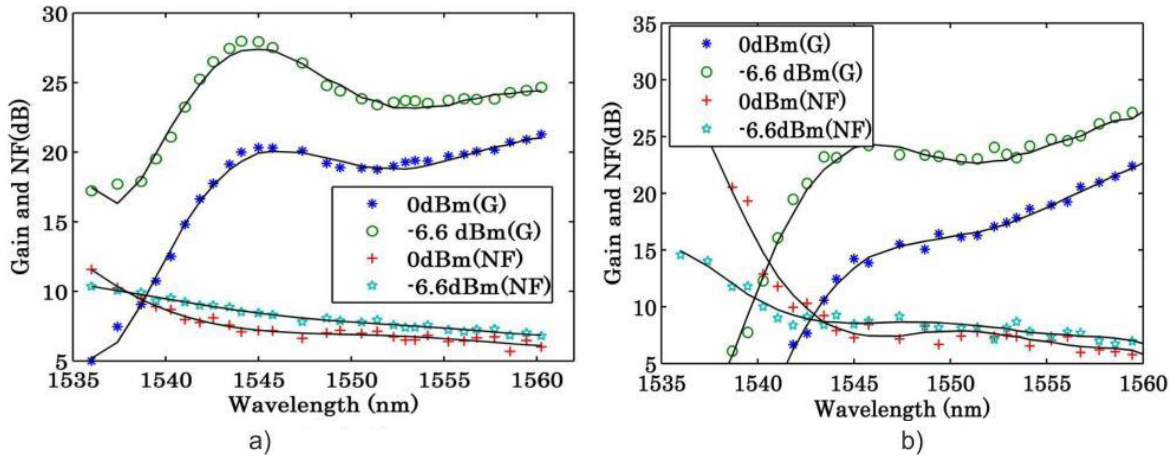 30
25
20
15
10
5
Gain and NF(dB)
0dBm(G)
-6.6 dBm(G)
0dBm(NF)
-6.6dBm(NF)
1535 1540 1545 1550 1555 1560
Wavelength (nm)
a)
35
30
25
20
15
10
5
Gain and NF(dB)
0dBm(G)
-6.6 dBm(G)
0dBm(NF)
-6.6dBm(NF)
1535 1540 1545 1550 1555 1560
Wavelength (nm)
b)